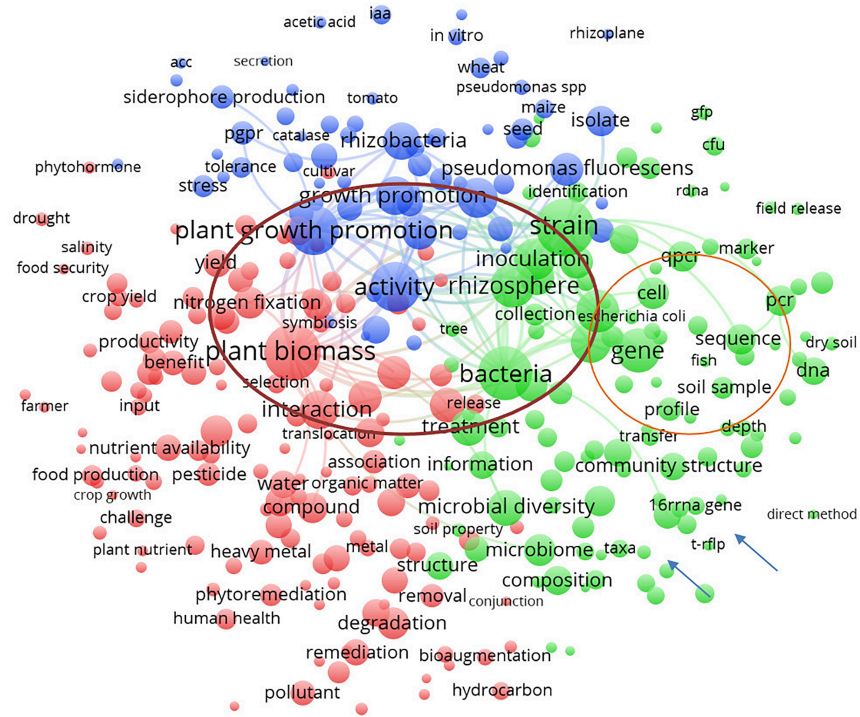 iaa
acetic acid
in vitro
rhizoplane
acc
secretion
wheat
pseudomonas spp
siderophore production
tomato
maize
gfp
pgpr
catalase
rhizobacteria
seed
isolate
cfu
phytohormone
tolerance
cultivar
pseudomonas fluorescens
stress
growth promotion
identification
rdna
drought
plant growth promotion
strain
field release
salinity
food security
yield
inoculation
qpcr
marker
crop yield
nitrogen fixation
activity
rhizosphere
cell
pcr
symbiosis
collection
escherichia coli
productivity
tree
sequence
dry soil
benefit
plant biomass
gene
fish
selection
bacteria
soil sample
dna
farmer
input
interaction
release
profile
translocation
treatment
transfer
depth
nutrient availability
association
information
community structure
food production
pesticide
water
organic matter
crop growth
compound
microbial diversity
16rrna gene
challenge
soil property
direct method
plant nutrient
heavy metal
metal
structure
microbiome
taxa
t-rflp
phytoremediation
removal
conjunction
composition
human health
degradation
remediation
bioaugmentation
pollutant
hydrocarbon